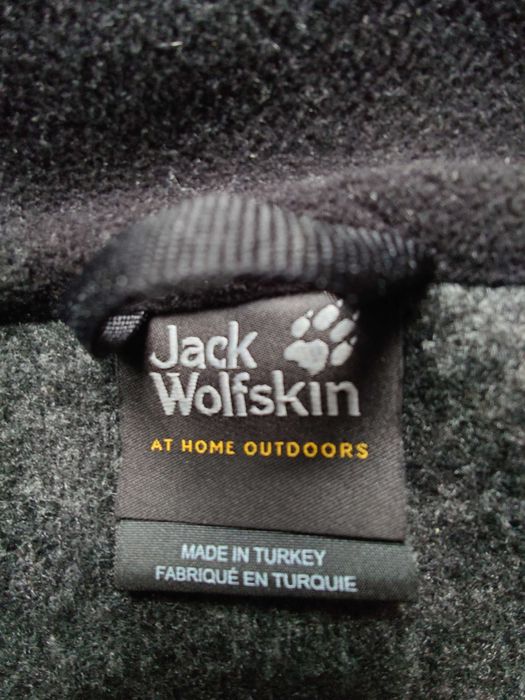 Jack
Wolfskin
AT HOME OUTDOORS
MADE IN TURKEY
FABRIQUÉ EN TURQUIE